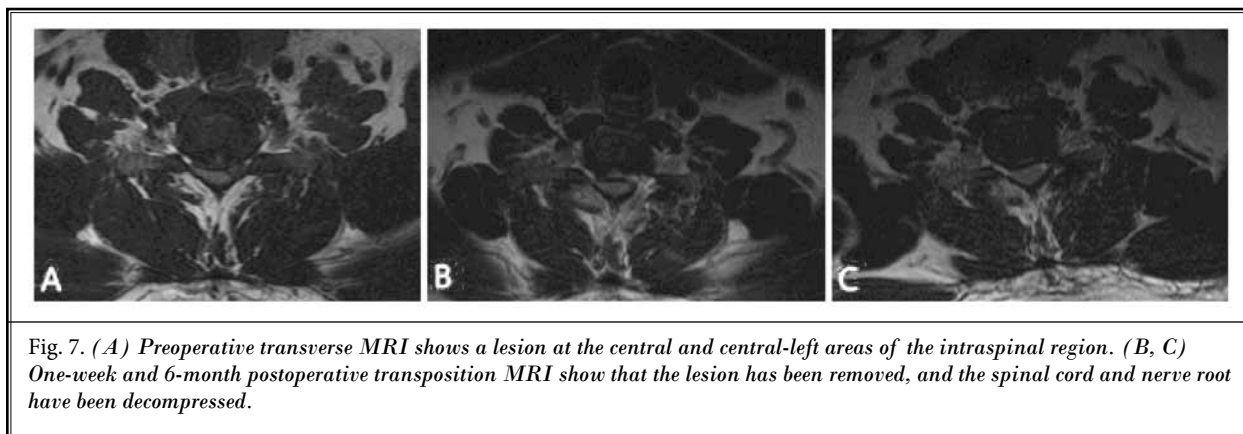 A
B
C
Fig. 7. (A) Preoperative transverse MRI shows a lesion at the central and central-left areas of the intraspinal region. (B, C)
One-week and 6-month postoperative transposition MRI show that the lesion has been removed, and the spinal cord and nerve root
have been decompressed.